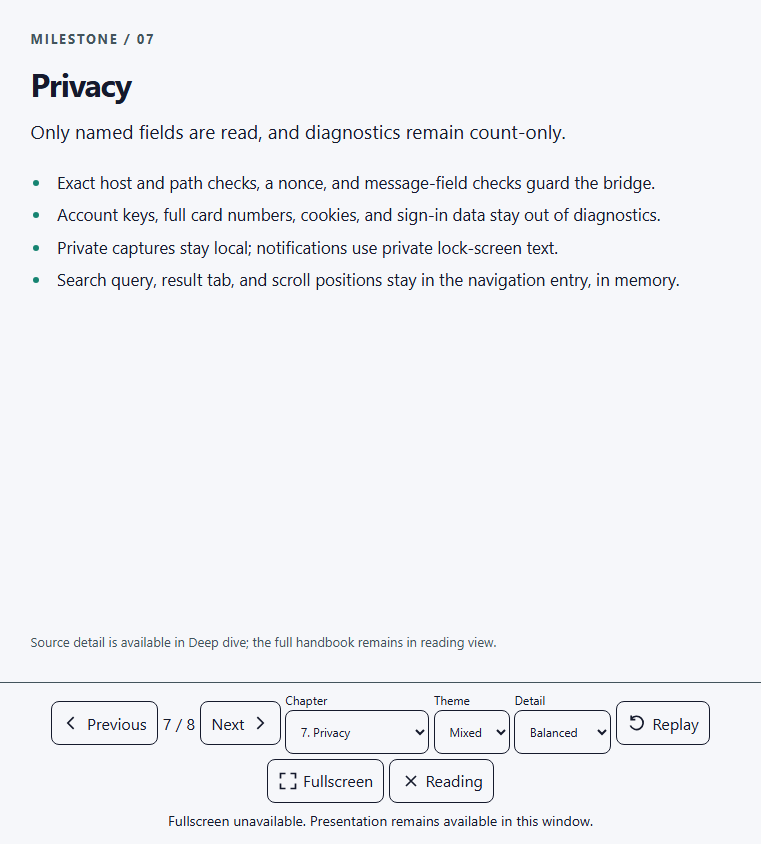 MILESTONE / 07
Privacy
Only named fields are read, and diagnostics remain count-only.
Exact host and path checks, a nonce, and message-field checks guard the bridge.
Account keys, full card numbers, cookies, and sign-in data stay out of diagnostics.
Private captures stay local; notifications use private lock-screen text.
Search query, result tab, and scroll positions stay in the navigation entry, in memory.
Source detail is available in Deep dive; the full handbook remains in reading view.
Chapter Theme Detail
Previous 7 / 8 Next 7. Privacy Mixed Balanced Replay
Fullscreen Reading
Fullscreen unavailable. Presentation remains available in this window.